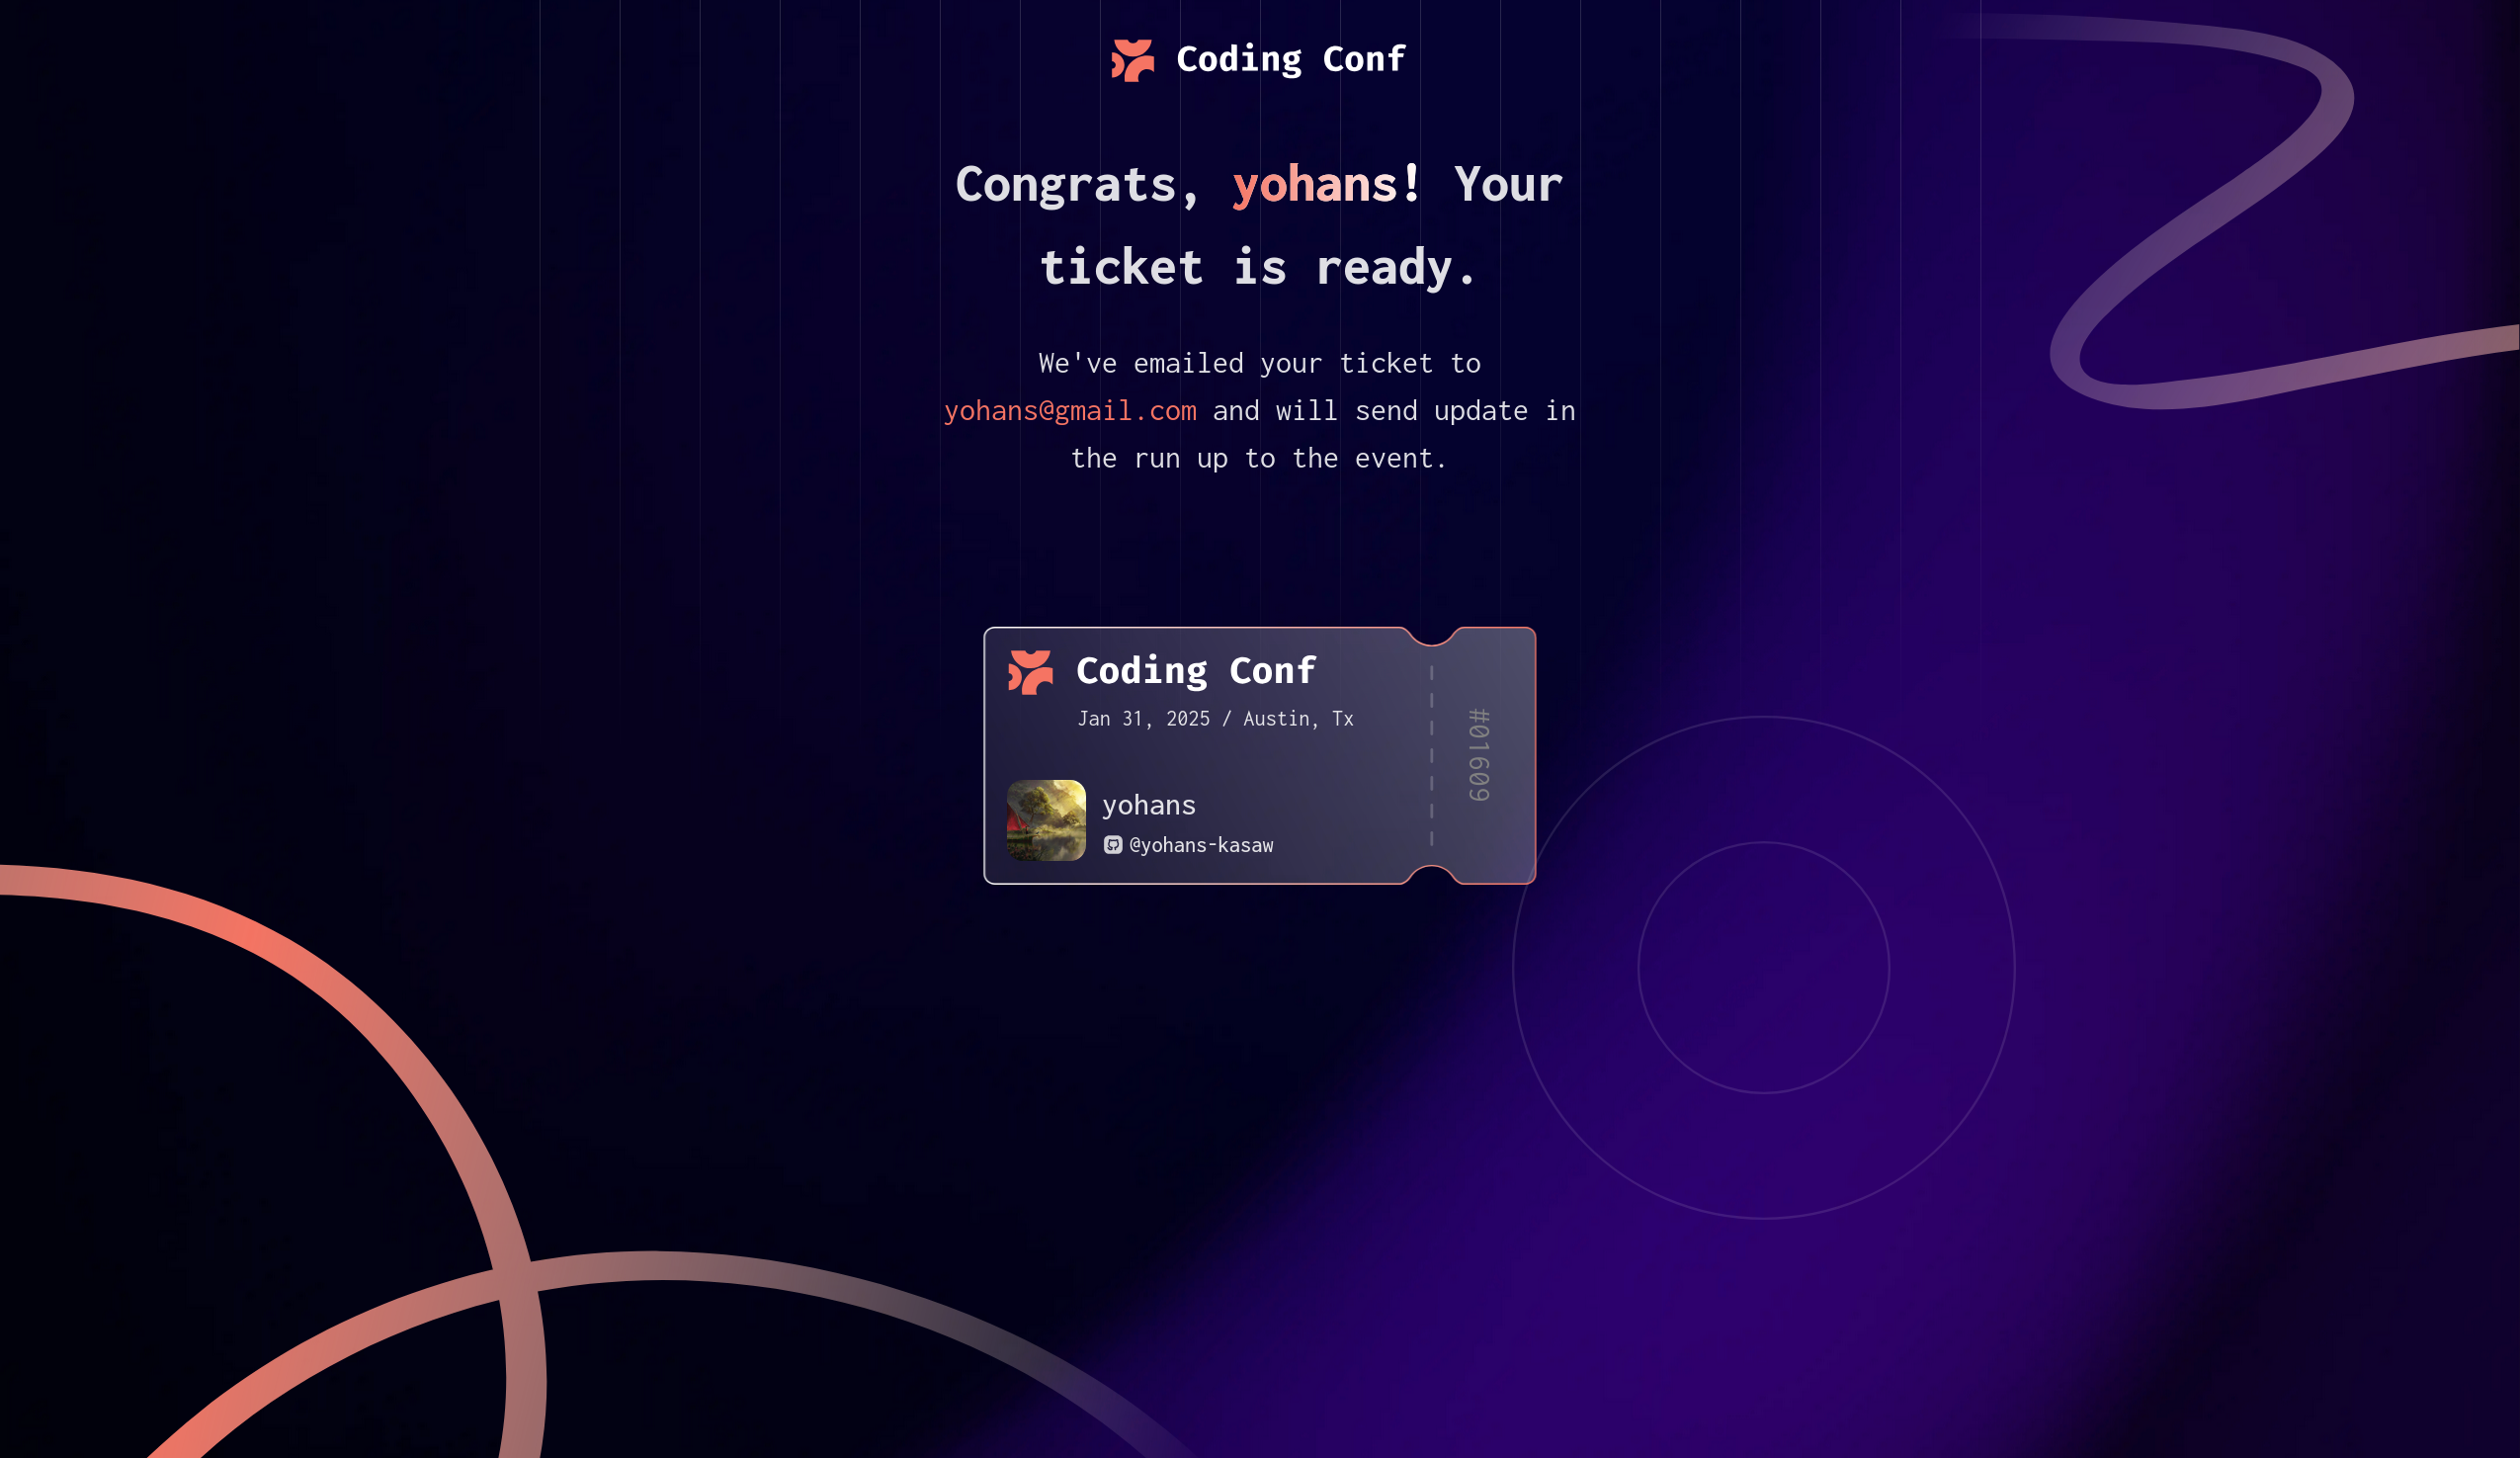 Coding Conf
Congrats, yohans! Your
ticket is ready.
We've emailed your ticket to
yohans@gmail.com and will send update in
the run up to the event.
Coding Conf
Jan 31, 2025 / Austin, Tx
yohans
@yohans-kasaw
#01609